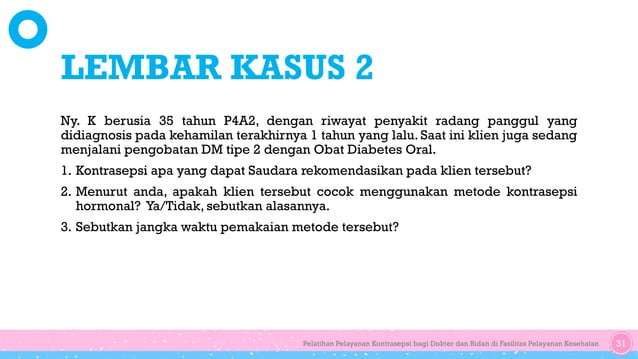 LEMBAR KASUS 2
Ny. K berusia 35 tahun P4A2, dengan riwayat penyakit radang panggul yang
didiagnosis pada kehamilan terakhirnya 1 tahun yang lalu. Saat ini klien juga sedang
menjalani pengobatan DM tipe 2 dengan Obat Diabetes Oral.
1. Kontrasepsi apa yang dapat Saudara rekomendasikan pada klien tersebut?
2. Menurut anda, apakah klien tersebut cocok menggunakan metode kontrasepsi
hormonal? Ya/Tidak, sebutkan alasannya.
3. Sebutkan jangka waktu pemakaian metode tersebut?
Pelatihan Pelayanan Kontrasepsi bagi Dokter dan Bidan di Fasilitas Pelayanan Kesehatan 31